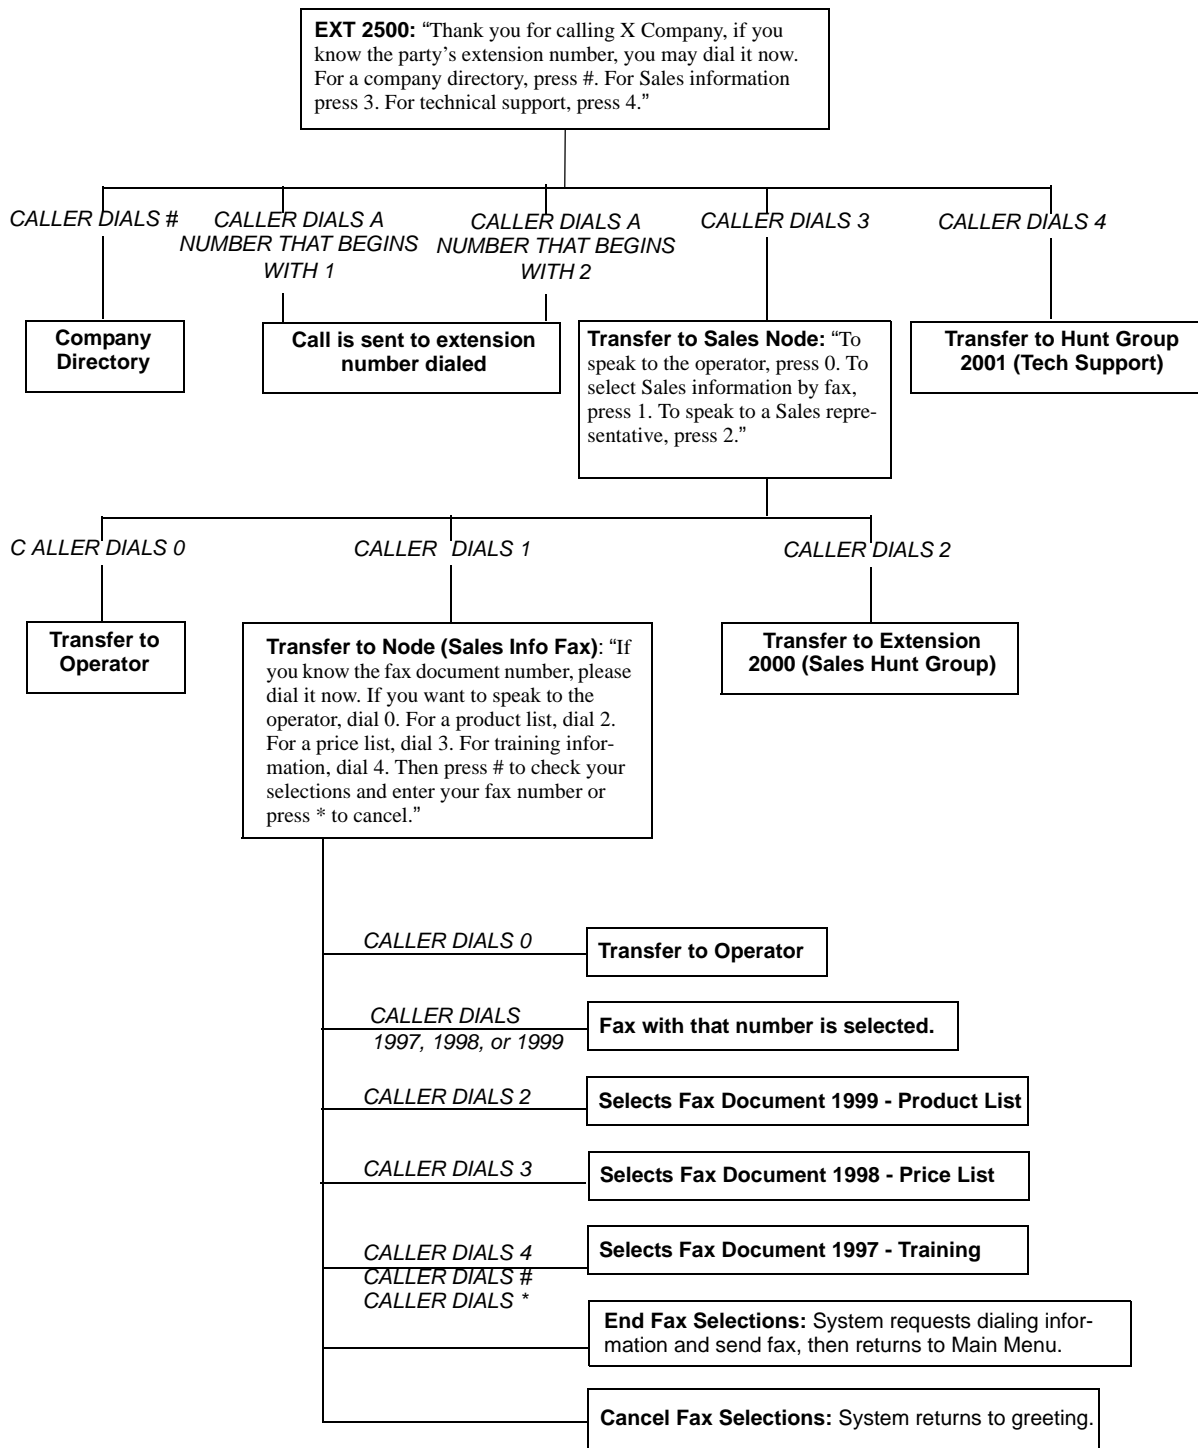 EXT 2500: “Thank you for calling X Company, if you
know the party’s extension number, you may dial it now.
For a company directory, press #. For Sales information
press 3. For technical support, press 4.”
CALLER DIALS #
CALLER DIALS A
NUMBER THAT BEGINS
WITH 1
CALLER DIALS A
NUMBER THAT BEGINS
WITH 2
CALLER DIALS 3
CALLER DIALS 4
Company
Directory
Call is sent to extension
number dialed
Transfer to Sales Node: “To
speak to the operator, press 0. To
select Sales information by fax,
press 1. To speak to a Sales repre-
sentative, press 2.”
Transfer to Hunt Group
2001 (Tech Support)
C ALLER DIALS 0
CALLER DIALS 1
CALLER DIALS 2
Transfer to
Operator
Transfer to Node (Sales Info Fax): “If
you know the fax document number, please
dial it now. If you want to speak to the
operator, dial 0. For a product list, dial 2.
For a price list, dial 3. For training infor-
mation, dial 4. Then press # to check your
selections and enter your fax number or
press * to cancel.”
Transfer to Extension
2000 (Sales Hunt Group)
CALLER DIALS 0
Transfer to Operator
CALLER DIALS
1997, 1998, or 1999
Fax with that number is selected.
CALLER DIALS 2
Selects Fax Document 1999 - Product List
CALLER DIALS 3
Selects Fax Document 1998 - Price List
CALLER DIALS 4
Selects Fax Document 1997 - Training
CALLER DIALS #
CALLER DIALS *
End Fax Selections: System requests dialing infor-
mation and send fax, then returns to Main Menu.
Cancel Fax Selections: System returns to greeting.